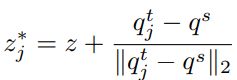 z_j^* = z + \frac{q_j^t - q^s}{\|q_j^t - q^s\|_2}